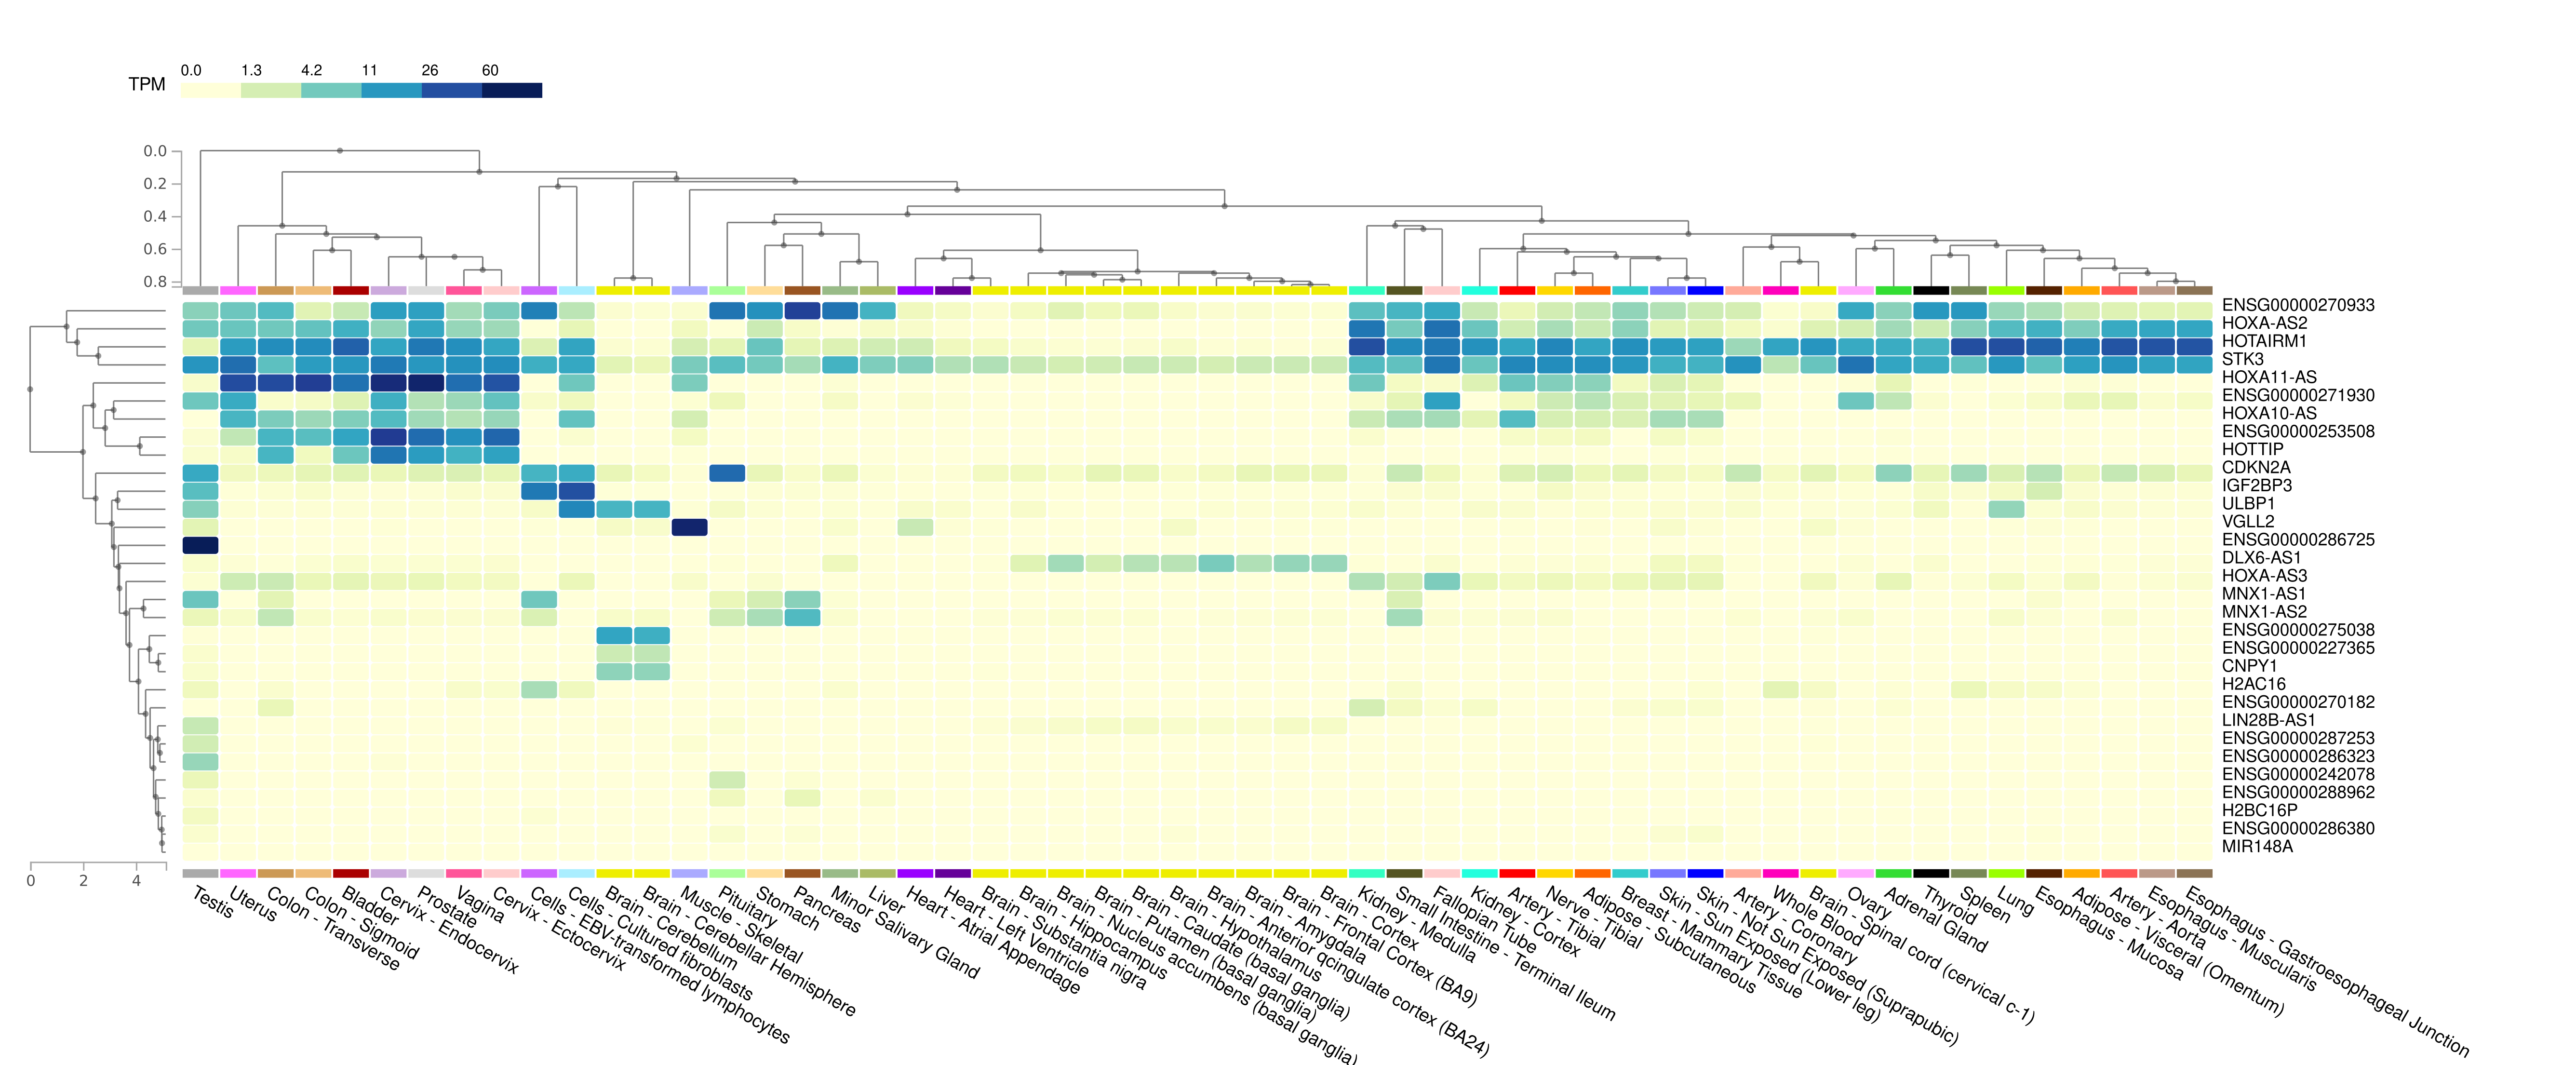 0.0 1.3 4.2 11 26 60
TPM
0.0
0.2
0.4
0.6
0.8
ENSG00000270933
HOXA-AS2
HOTAIRM1
STK3
HOXA11-AS
ENSG00000271930
HOXA10-AS
ENSG00000253508
HOTTIP
CDKN2A
IGF2BP3
ULBP1
VGLL2
ENSG00000286725
DLX6-AS1
HOXA-AS3
MNX1-AS1
MNX1-AS2
ENSG00000275038
ENSG00000227365
CNPY1
H2AC16
ENSG00000270182
LIN28B-AS1
ENSG00000287253
ENSG00000286323
ENSG00000242078
ENSG00000288962
H2BC16P
ENSG00000286380
MIR148A
0 2 4
Testis
Uterus
Colon - Transverse
Colon - Sigmoid
Bladder
Cervix - Endocervix
Prostate
Vagina
Cervix - Ectocervix
Cells - EBV-transformed lymphocytes
Cells - Cultured fibroblasts
Brain - Cerebellum
Brain - Cerebellar Hemisphere
Muscle - Skeletal
Pituitary
Stomach
Pancreas
Minor Salivary Gland
Liver
Heart - Atrial Appendage
Heart - Left Ventricle
Brain - Substantia nigra
Brain - Hippocampus
Brain - Nucleus accumbens (basal ganglia)
Brain - Putamen (basal ganglia)
Brain - Caudate (basal ganglia)
Brain - Hypothalamus
Brain - Anterior cingulate cortex (BA24)
Brain - Amygdala
Brain - Frontal Cortex (BA9)
Brain - Cortex
Kidney - Medulla
Small Intestine - Terminal Ileum
Fallopian Tube
Kidney - Cortex
Artery - Tibial
Nerve - Tibial
Adipose - Subcutaneous
Breast - Mammary Tissue
Skin - Sun Exposed (Lower leg)
Skin - Not Sun Exposed (Suprapubic)
Artery - Coronary
Whole Blood
Brain - Spinal cord (cervical c-1)
Ovary
Adrenal Gland
Thyroid
Spleen
Lung
Esophagus - Mucosa
Adipose - Visceral (Omentum)
Artery - Aorta
Esophagus - Muscularis
Esophagus - Gastroesophageal Junction